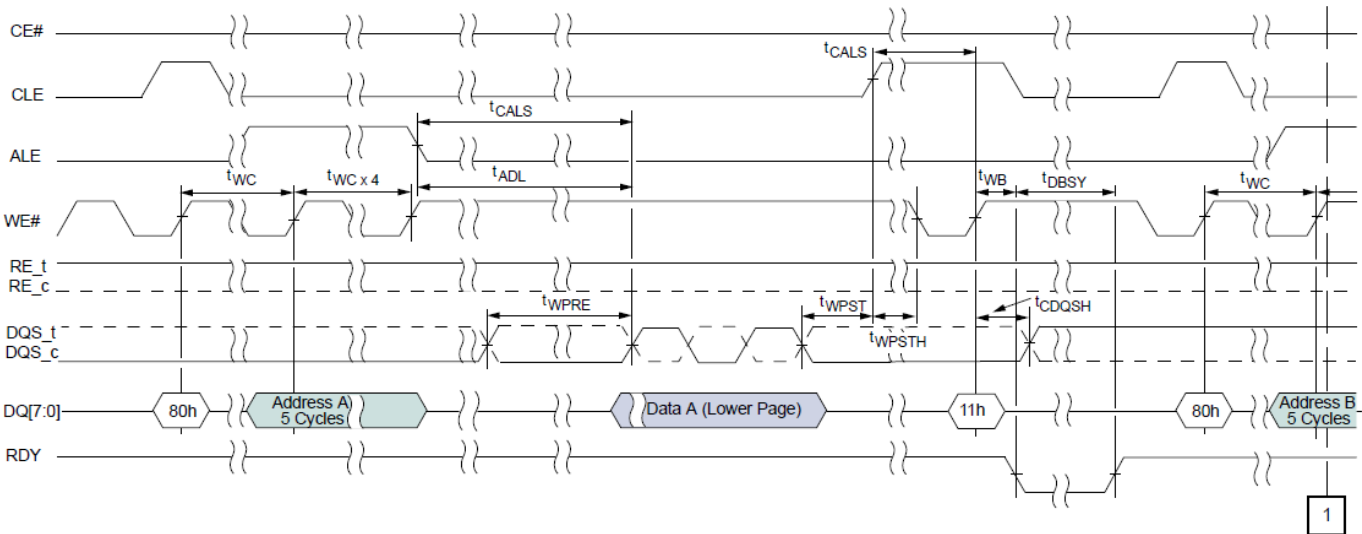 CE#
tCALS
CLE
tCALS
ALE
tADL
tWC
tWC x 4
tWB
tDBSY
tWC
WE#
RE_t
RE_c
tWPRE
tWPST
tCDQSH
DQS_t
DQS_c
tWPSTH
DQ[7:0]
80h
Address A
5 Cycles
Data A (Lower Page)
11h
80h
Address B
5 Cycles
RDY
1